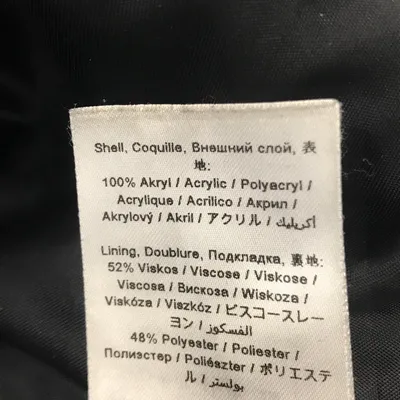 Shell, Coquille, Внешний слой, 表
地:
100% Akryl / Acrylic / Polyacryl /
Acrylique / Acrilico / Акрил /
Akrylový / Akril / アクリル / أكريليك
Lining, Doublure, Подкладка, 裏地:
52% Viskos / Viscose / Viskose /
Viscosa / Вискоза / Wiskoza /
Viskóza / Viszkóz / ビスコースレー
ヨン / الفسكوز
48% Polyester / Poliester /
Полиэстер / Poliészter / ポリエステ
ル / بولستر